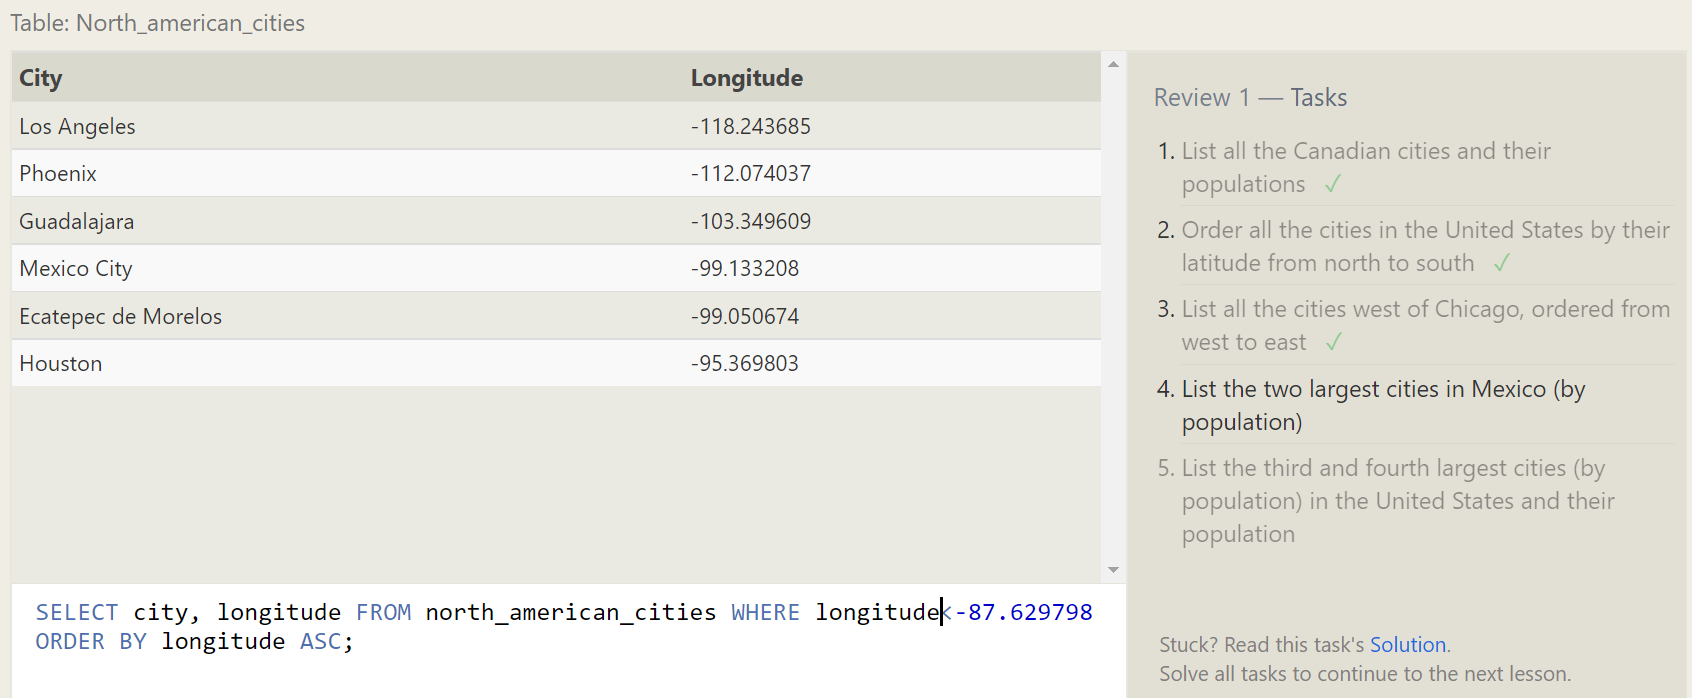 Table: North_american_cities
City Longitude
Los Angeles -118.243685
Phoenix -112.074037
Guadalajara -103.349609
Mexico City -99.133208
Ecatepec de Morelos -99.050674
Houston -95.369803
SELECT city, longitude FROM north_american_cities WHERE longitude<-87.629798
ORDER BY longitude ASC;
Review 1 — Tasks
1. List all the Canadian cities and their
populations ✓
2. Order all the cities in the United States by their
latitude from north to south ✓
3. List all the cities west of Chicago, ordered from
west to east ✓
4. List the two largest cities in Mexico (by
population)
5. List the third and fourth largest cities (by
population) in the United States and their
population
Stuck? Read this task's Solution.
Solve all tasks to continue to the next lesson.